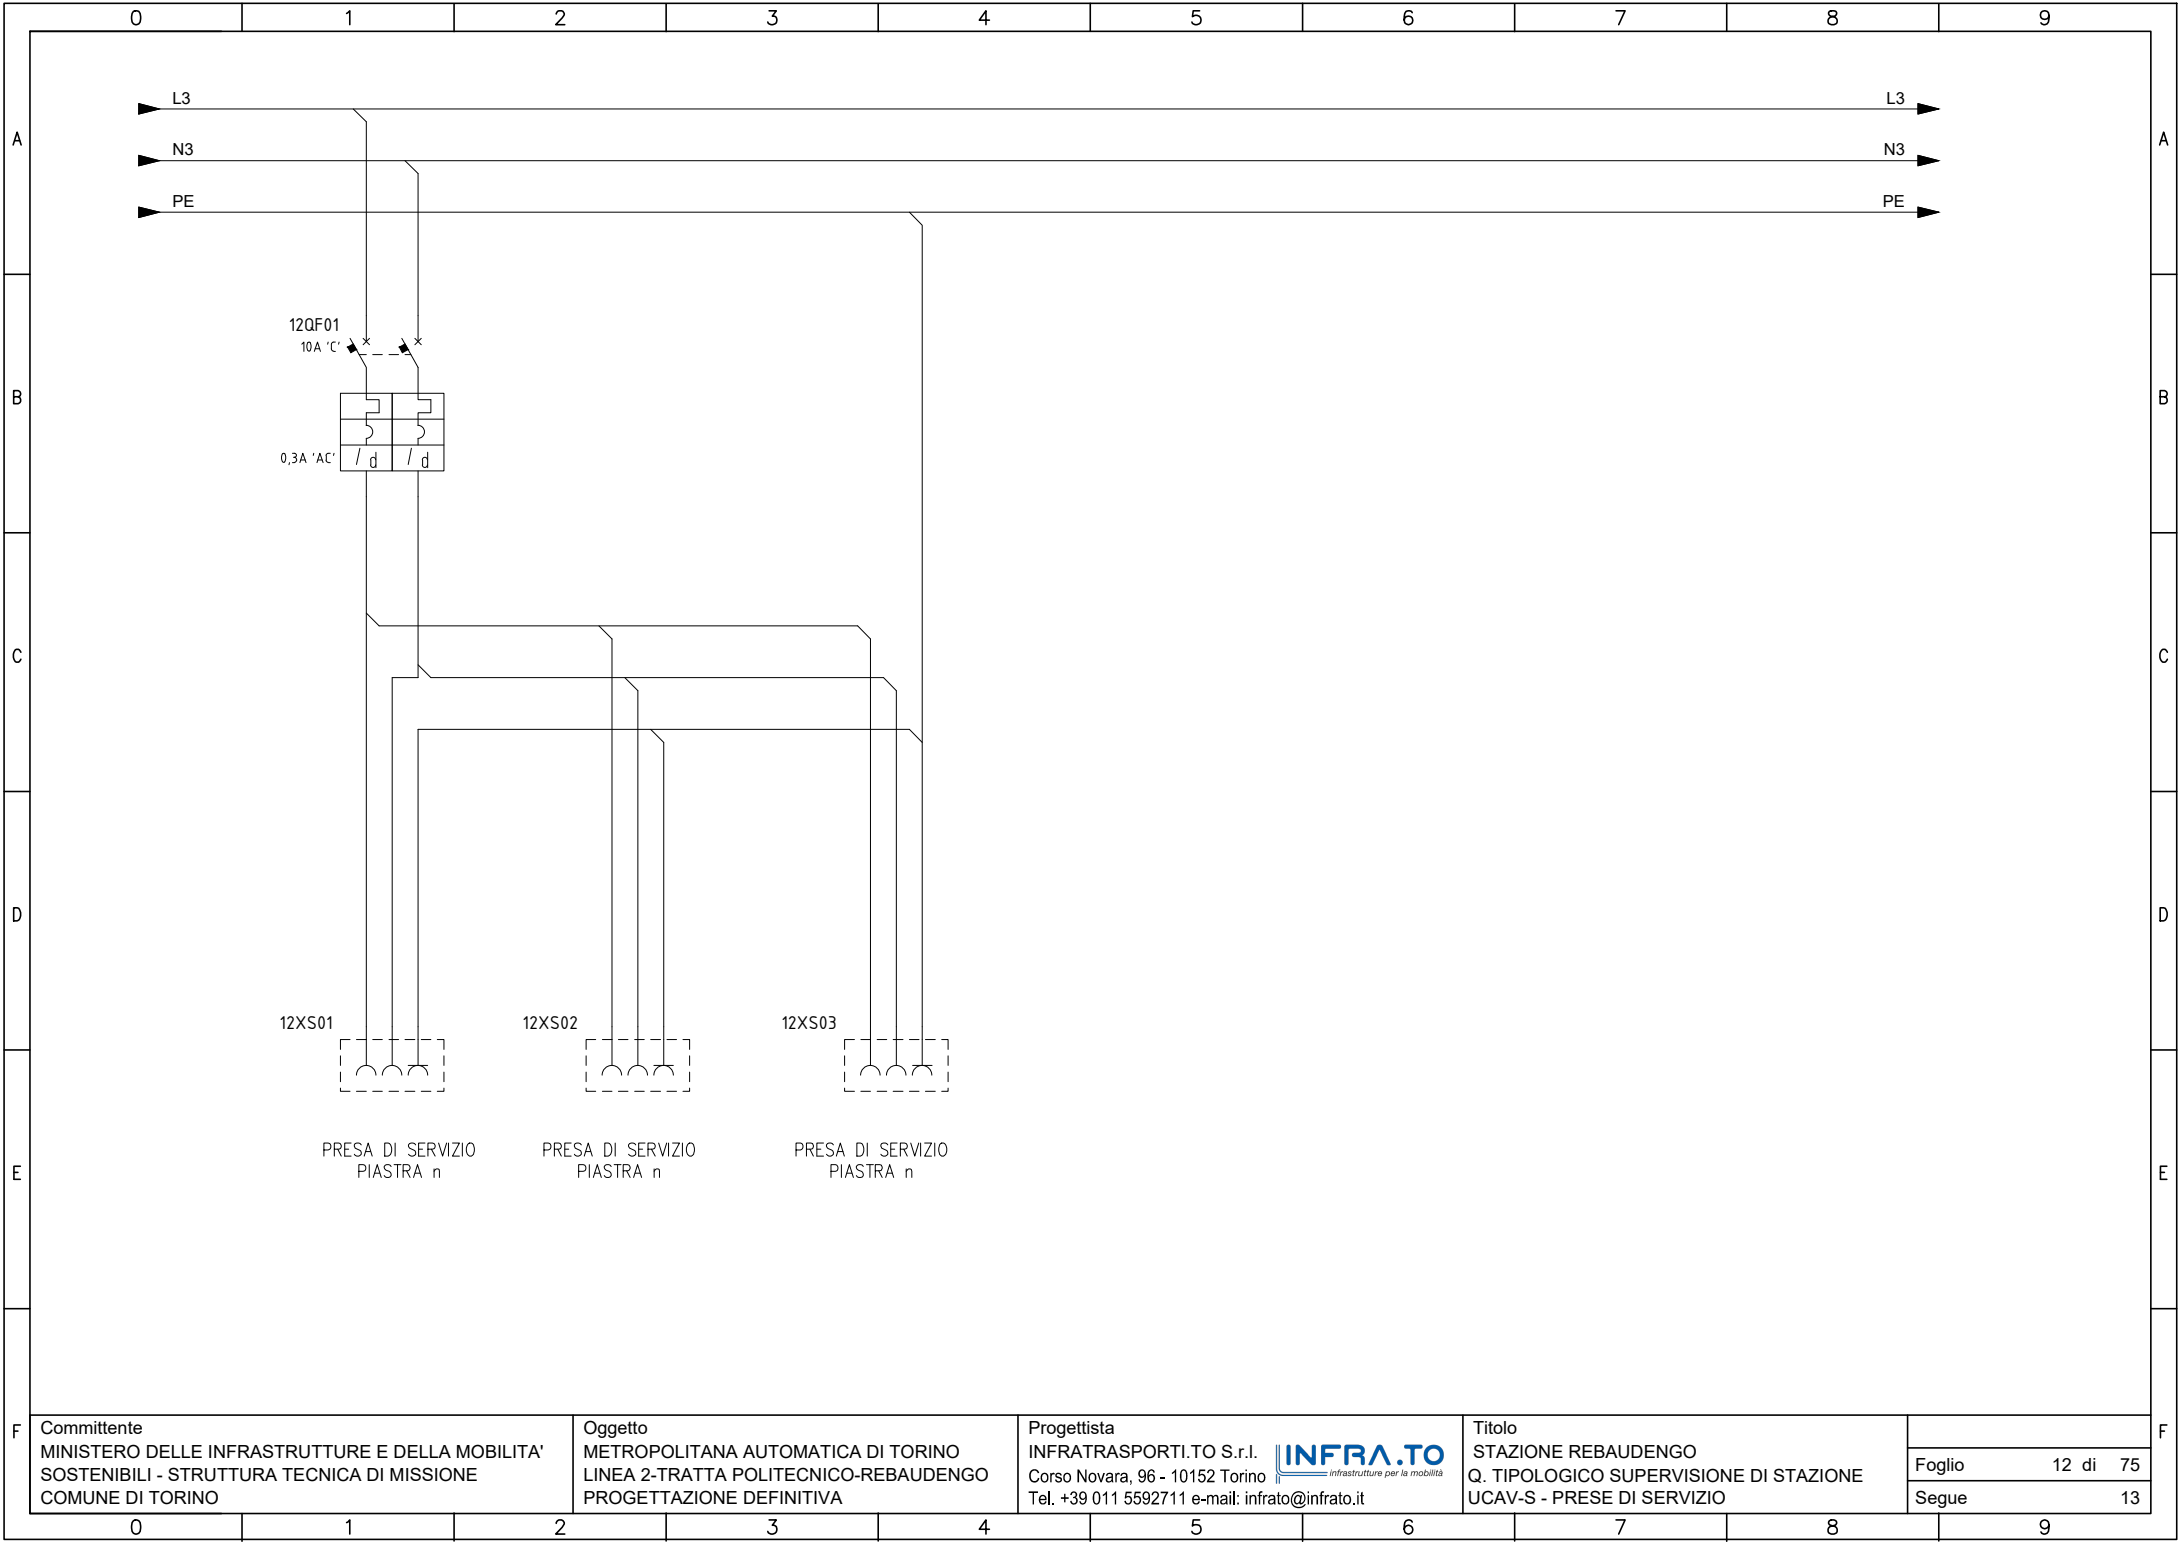 0 1 2 3 4 5 6 7 8 9
L3 L3
A A
N3 N3
PE PE
12QF01
10A 'C'
B B
0,3A 'AC' / d / d
C C
D D
12XS01 12XS02 12XS03
PRESA DI SERVIZIO PRESA DI SERVIZIO PRESA DI SERVIZIO
PIASTRA n PIASTRA n PIASTRA n
E E
F F
Committente
MINISTERO DELLE INFRASTRUTTURE E DELLA MOBILITA'
SOSTENIBILI - STRUTTURA TECNICA DI MISSIONE
COMUNE DI TORINO
Oggetto
METROPOLITANA AUTOMATICA DI TORINO
LINEA 2-TRATTA POLITECNICO-REBAUDENGO
PROGETTAZIONE DEFINITIVA
Progettista
INFRATRASPORTI.TO S.r.l.
Corso Novara, 96 - 10152 Torino
Tel. +39 011 5592711 e-mail: infrato@infrato.it
INFRA.TO
infrastrutture per la mobilità
Titolo
STAZIONE REBAUDENGO
Q. TIPOLOGICO SUPERVISIONE DI STAZIONE
UCAV-S - PRESE DI SERVIZIO
Foglio 12 di 75
Segue 13
0 1 2 3 4 5 6 7 8 9